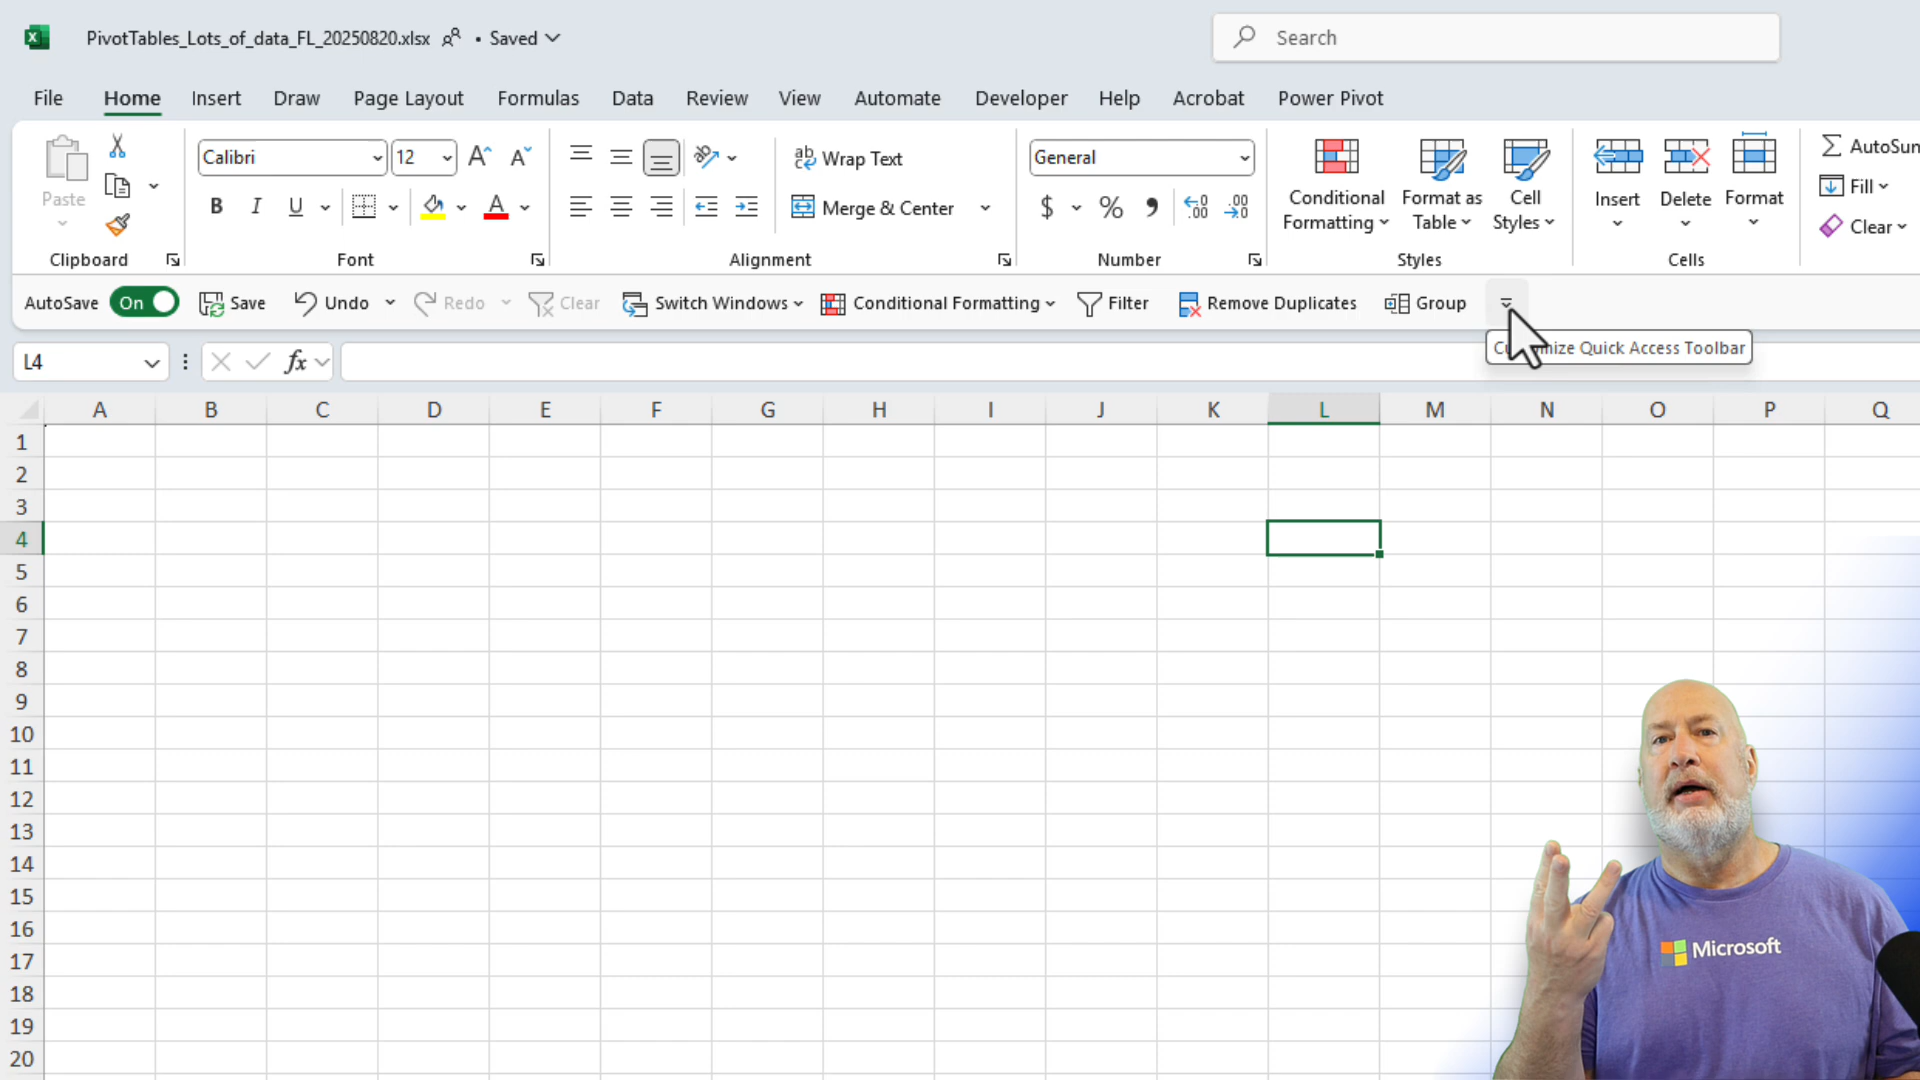 PivotTables_Lots_of_data_FL_20250820.xlsx • Saved
Search
File Home Insert Draw Page Layout Formulas Data Review View Automate Developer Help Acrobat Power Pivot
Paste
Clipboard
Calibri 12
B I U A
Font
ab Wrap Text
Merge & Center
Alignment
General
$ % 9 .00 .00
Number
Conditional Formatting
Format as Table
Cell Styles
Styles
Insert Delete Format
Cells
Fill
Clear
AutoSave On Save Undo Redo Clear Switch Windows Conditional Formatting Filter Remove Duplicates Group
Quick Access Toolbar
L4 fx
A B C D E F G H I J K L M N O P Q
1
2
3
4
5
6
7
8
9
10
11
12
13
14
15
16
17
18
19
20
Microsoft